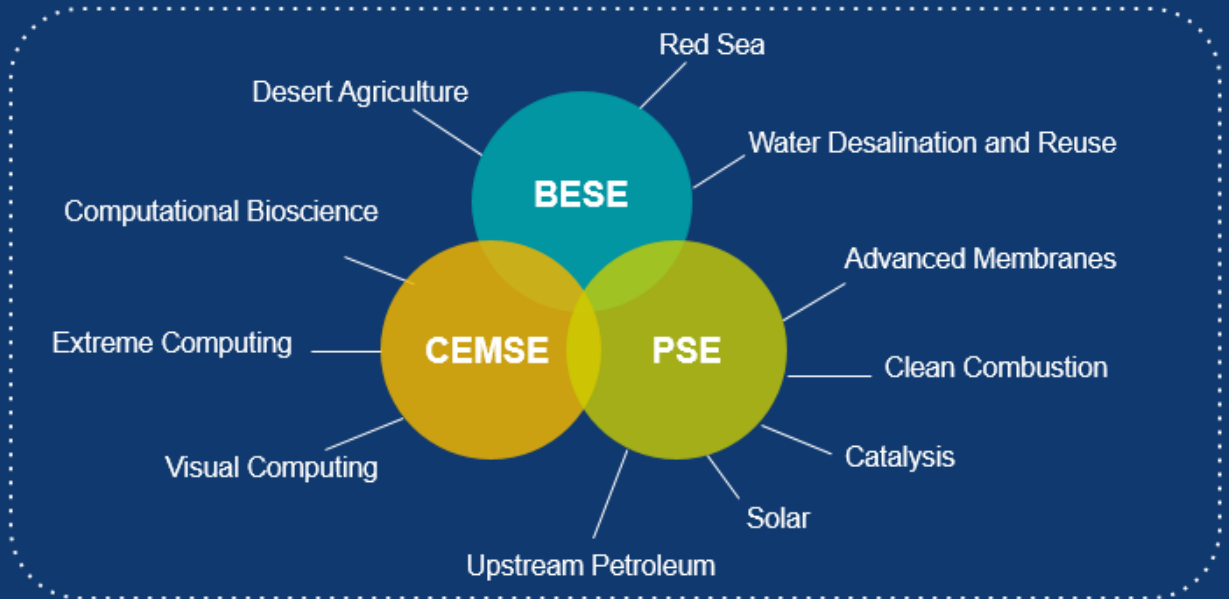 Red Sea
Desert Agriculture
Water Desalination and Reuse
BESE
Computational Bioscience
Advanced Membranes
Extreme Computing
CEMSE
PSE
Clean Combustion
Visual Computing
Catalysis
Solar
Upstream Petroleum